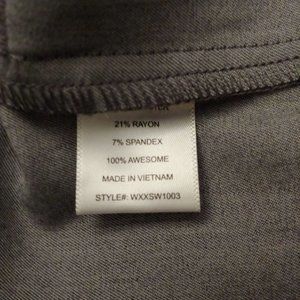 21% RAYON
7% SPANDEX
100% AWESOME
MADE IN VIETNAM
STYLE#: WXXSW1003